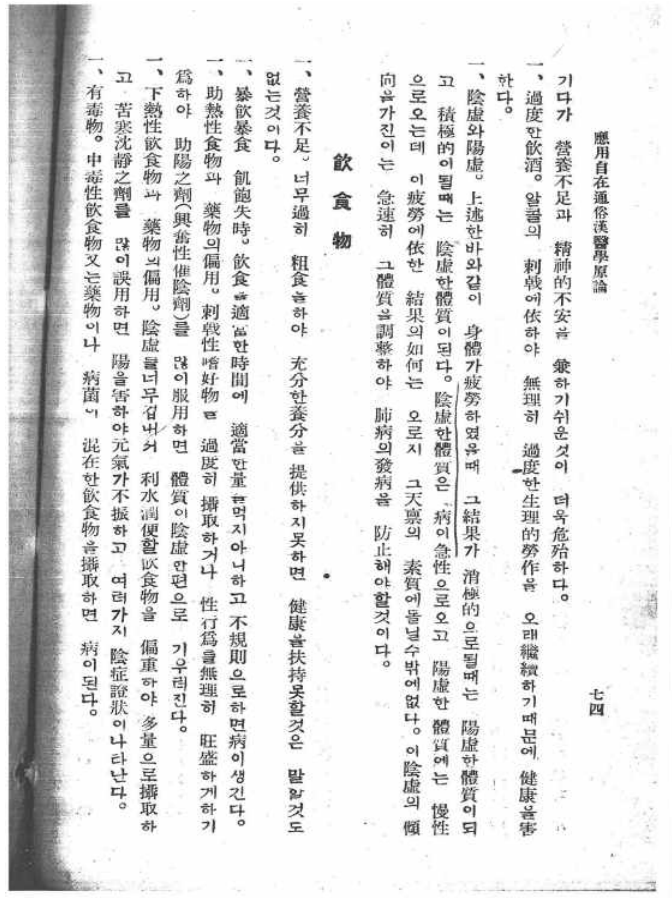 應用自在通俗漢醫學原論
七四
기다가 營養不足과 精神的不安을 兼하기쉬운것이 더욱危殆하다。
一、過度한飮酒。알콜의 刺戟에依하야 無理히 過度한生理的勞作을 오래繼續하기때문에 健康을害
한다。
一、陰虛와陽虛。上述한바와같이 身體가疲勞하였을때 그結果가 消極的으로될때는 陽虛한體質이되
고 積極的이될때는 陰虛한體質이된다。陰虛한體質은 病이急性으로오고 陽虛한 體質에는 慢性
으로오는데 이疲勞에依한 結果의如何는 오로지 그天禀의 素質에돌닐수밖에없다。이陰虛의 傾
向을가진이는 急速히 그體質을調整하야 肺病의發病을 防止해야할것이다。
飮食物
一、營養不足。너무過히 粗食을하야 充分한養分을 提供하지못하면 健康을扶持못할것은 말할것도
없는것이다。
一、暴飮暴食 飢飽失時。飮食을適當한時間에 適當한量을먹지아니하고 不規則으로하면病이생긴다。
一、助熱性食物과 藥物의偏用。刺戟性嗜好物을 過度히 攝取하거나 性行爲를無理히 旺盛하게하기
爲하야 助陽之劑(興奮性催陰劑)를 많이服用하면 體質이陰虛한편으로 기우러진다。
一、下熱性飮食物과 藥物의偏用。陰虛를너무겁내서 利水潤便할飮食物을 偏重하야 多量으로攝取하
고 苦寒沈靜之劑를 많이誤用하면 陽을害하야元氣가不振하고 여러가지 陰症證狀이나타난다。
一、有毒物。中毒性飮食物又는藥物이나 病菌이 混在한飮食物을攝取하면 病이된다。